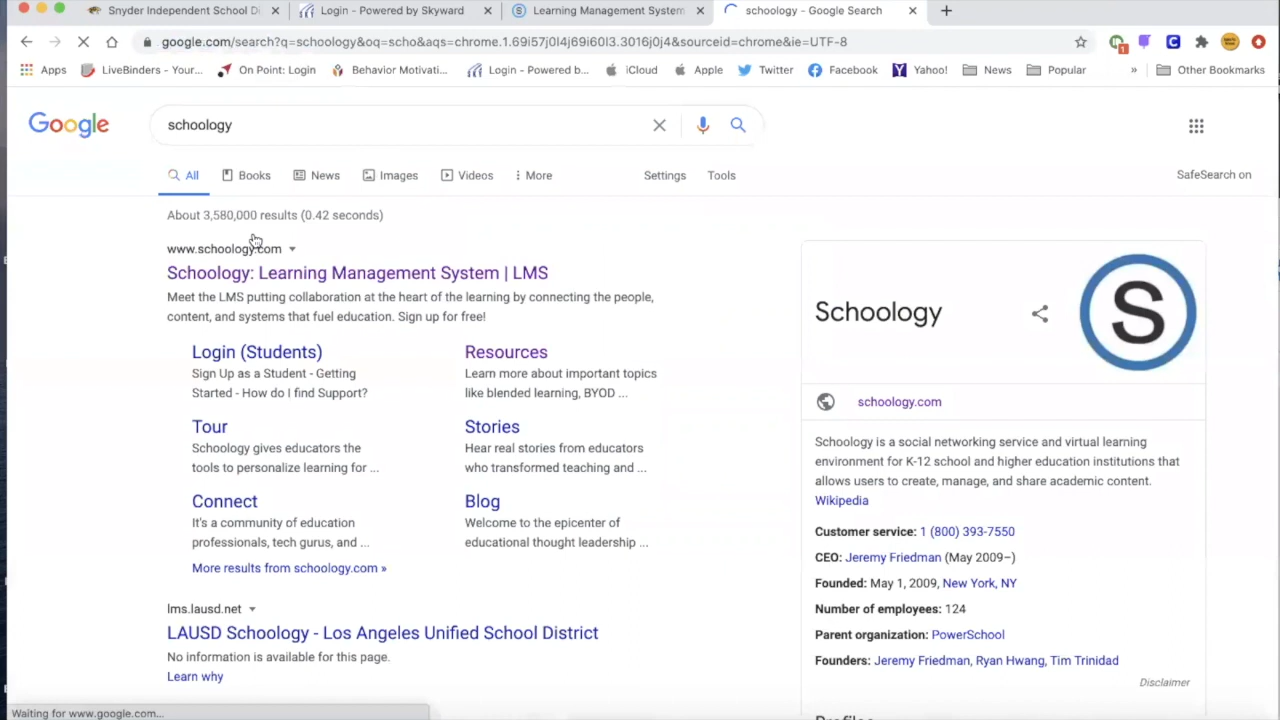 Snyder Independent School Di
Login - Powered by Skyward
Learning Management System
schoology - Google Search
google.com/search?q=schoology&oq=scho&aqs=chrome.1.69i57j0l4j69i60l3.3016j0j4&sourceid=chrome&ie=UTF-8
1
Apps
LiveBinders - Your...
On Point: Login
Behavior Motivati...
Login - Powered b...
iCloud
Apple
Twitter
Facebook
Yahoo!
News
Popular
»
Other Bookmarks
Google
schoology
All
Books
News
Images
Videos
More
Settings
Tools
SafeSearch on
About 3,580,000 results (0.42 seconds)
www.schoology.com
Schoology: Learning Management System | LMS
Meet the LMS putting collaboration at the heart of the learning by connecting the people,
content, and systems that fuel education. Sign up for free!
Login (Students)
Sign Up as a Student - Getting
Started - How do I find Support?
Resources
Learn more about important topics
like blended learning, BYOD ...
Tour
Schoology gives educators the
tools to personalize learning for ...
Stories
Hear real stories from educators
who transformed teaching and ...
Connect
It's a community of education
professionals, tech gurus, and ...
Blog
Welcome to the epicenter of
educational thought leadership ...
More results from schoology.com »
lms.lausd.net
LAUSD Schoology - Los Angeles Unified School District
No information is available for this page.
Learn why
Schoology
S
schoology.com
Schoology is a social networking service and virtual learning
environment for K-12 school and higher education institutions that
allows users to create, manage, and share academic content.
Wikipedia
Customer service: 1 (800) 393-7550
CEO: Jeremy Friedman (May 2009–)
Founded: May 1, 2009, New York, NY
Number of employees: 124
Parent organization: PowerSchool
Founders: Jeremy Friedman, Ryan Hwang, Tim Trinidad
Disclaimer
Profiles
Waiting for www.google.com...